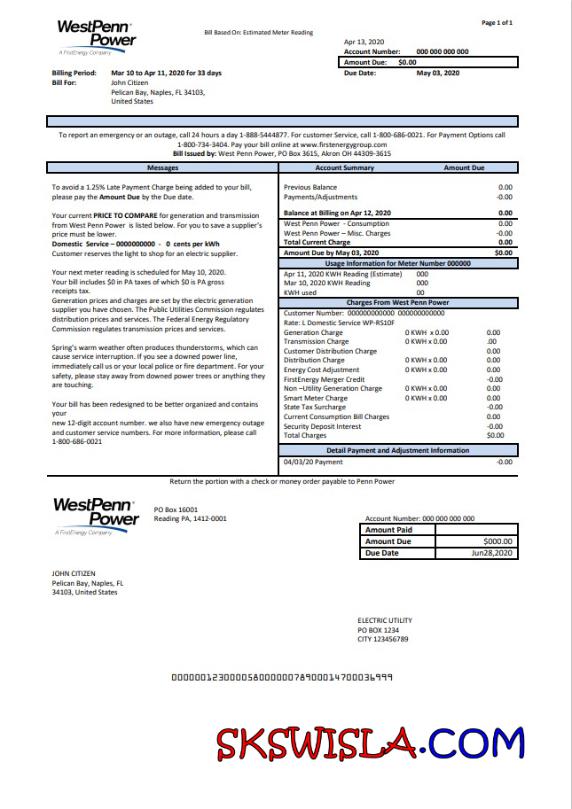 WestPenn
Power
A FirstEnergy Company
Bill Based On: Estimated Meter Reading
Page 1 of 1
Apr 13, 2020
Account Number: 000 000 000 000
Amount Due: $0.00
Due Date: May 03, 2020
Billing Period: Mar 10 to Apr 11, 2020 for 33 days
Bill For: John Citizen
Pelican Bay, Naples, FL 34103,
United States
To report an emergency or an outage, call 24 hours a day 1-888-5444877. For customer Service, call 1-800-686-0021. For Payment Options call
1-800-734-3404. Pay your bill online at www.firstenergygroup.com
Bill Issued by: West Penn Power, PO Box 3615, Akron OH 44309-3615
Messages
To avoid a 1.25% Late Payment Charge being added to your bill,
please pay the Amount Due by the Due date.
Your current PRICE TO COMPARE for generation and transmission
from West Penn Power is listed below. For you to save a supplier's
price must be lower.
Domestic Service – 0000000000 - 0 cents per kWh
Customer reserves the light to shop for an electric supplier.
Your next meter reading is scheduled for May 10, 2020.
Your bill includes $0 in PA taxes of which $0 is PA gross
receipts tax.
Generation prices and charges are set by the electric generation
supplier you have chosen. The Public Utilities Commission regulates
distribution prices and services. The Federal Energy Regulatory
Commission regulates transmission prices and services.
Spring's warm weather often produces thunderstorms, which can
cause service interruption. If you see a downed power line,
immediately call us or your local police or fire department. For your
safety, please stay away from downed power trees or anything they
are touching.
Your bill has been redesigned to be better organized and contains
your
new 12-digit account number. we also have new emergency outage
and customer service numbers. For more information, please call
1-800-686-0021
Account Summary Amount Due
Previous Balance 0.00
Payments/Adjustments -0.00
Balance at Billing on Apr 12, 2020 0.00
West Penn Power - Consumption 0.00
West Penn Power – Misc. Charges -0.00
Total Current Charge 0.00
Amount Due by May 03, 2020 $0.00
Usage Information for Meter Number 000000
Apr 11, 2020 KWH Reading (Estimate) 000
Mar 10, 2020 KWH Reading 000
KWH used 00
Charges From West Penn Power
Customer Number: 000000000000 000000000000
Rate: L Domestic Service WP-RS10F
Generation Charge 0 KWH x 0.00 0.00
Transmission Charge 0 KWH x 0.00 .00
Customer Distribution Charge 0.00
Distribution Charge 0 KWH x 0.00 0.00
Energy Cost Adjustment 0 KWH x 0.00 0.00
FirstEnergy Merger Credit -0.00
Non –Utility Generation Charge 0 KWH x 0.00 0.00
Smart Meter Charge 0 KWH x 0.00 0.00
State Tax Surcharge -0.00
Current Consumption Bill Charges 0.00
Security Deposit Interest -0.00
Total Charges $0.00
Detail Payment and Adjustment Information
04/03/20 Payment -0.00
Return the portion with a check or money order payable to Penn Power
WestPenn
Power
A FirstEnergy Company
PO Box 16001
Reading PA, 1412-0001
Account Number: 000 000 000 000
Amount Paid
Amount Due $000.00
Due Date Jun28,2020
JOHN CITIZEN
Pelican Bay, Naples, FL
34103, United States
ELECTRIC UTILITY
PO BOX 1234
CITY 123456789
SKSWISLA.COM